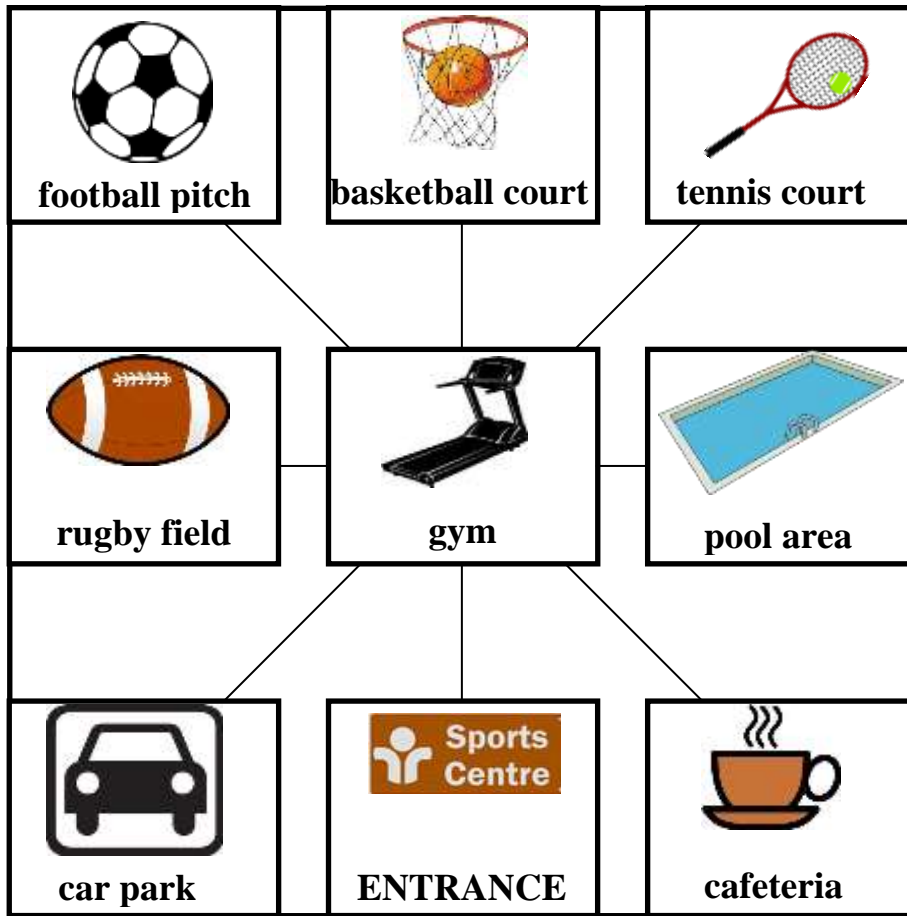 football pitch
basketball court
tennis court
rugby field
gym
pool area
car park
Sports
Centre
ENTRANCE
cafeteria